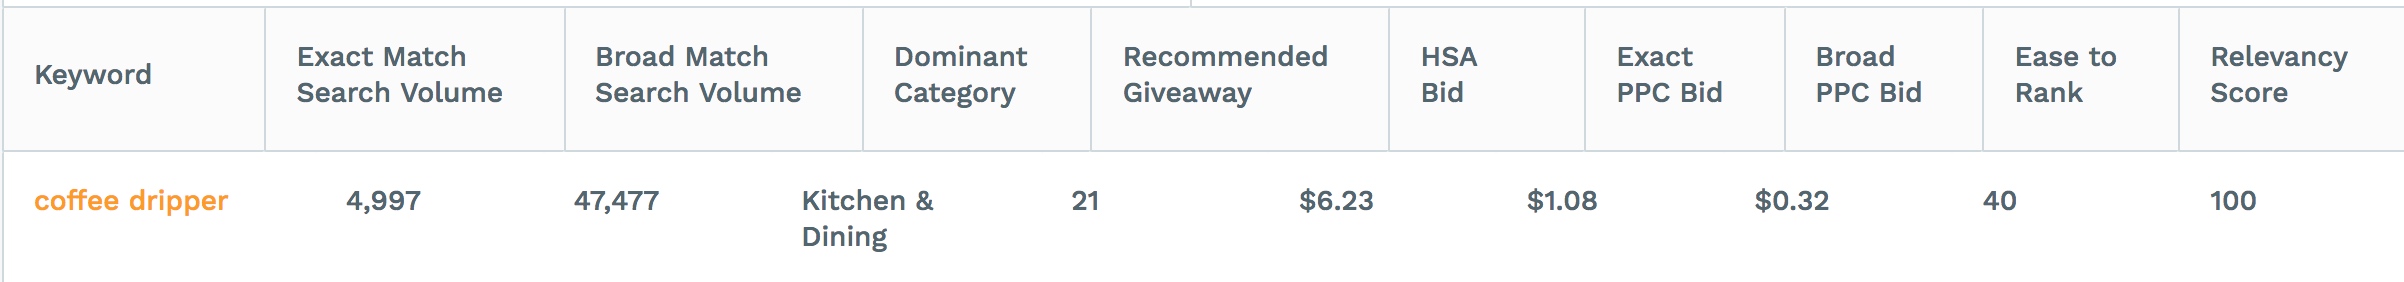 Keyword
Exact Match
Search Volume
Broad Match
Search Volume
Dominant
Category
Recommended
Giveaway
HSA
Bid
Exact
PPC Bid
Broad
PPC Bid
Ease to
Rank
Relevancy
Score
coffee dripper
4,997
47,477
Kitchen &
Dining
21
$6.23
$1.08
$0.32
40
100